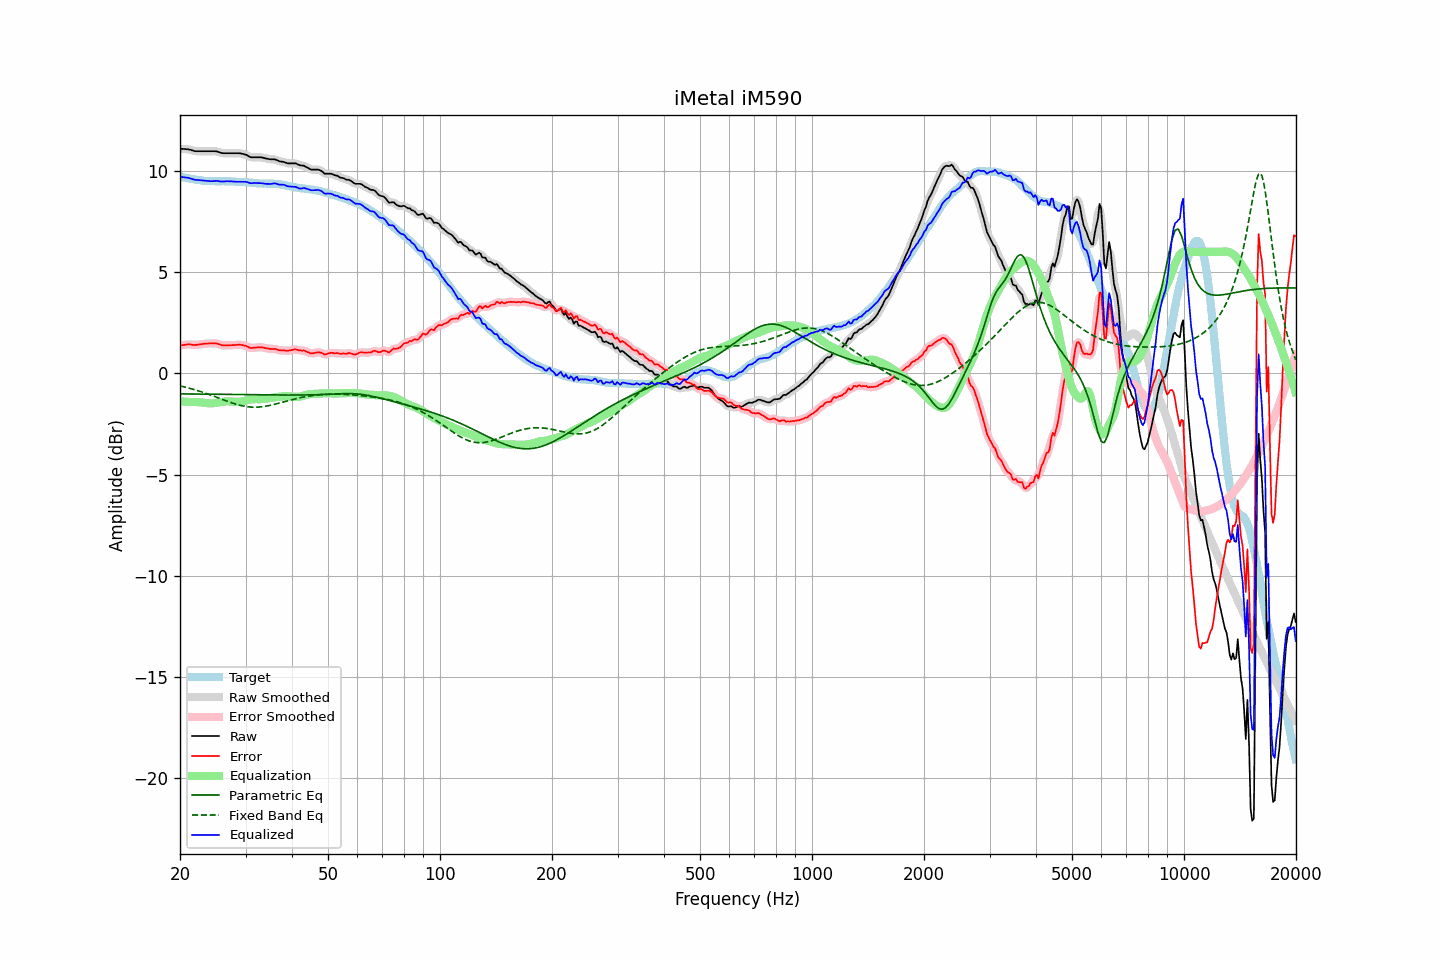 iMetal iM590
Amplitude (dBr)
10
5
0
−5
−10
−15
−20
Target
Raw Smoothed
Error Smoothed
Raw
Error
Equalization
Parametric Eq
Fixed Band Eq
Equalized
20 50 100 200 500 1000 2000 5000 10000 20000
Frequency (Hz)